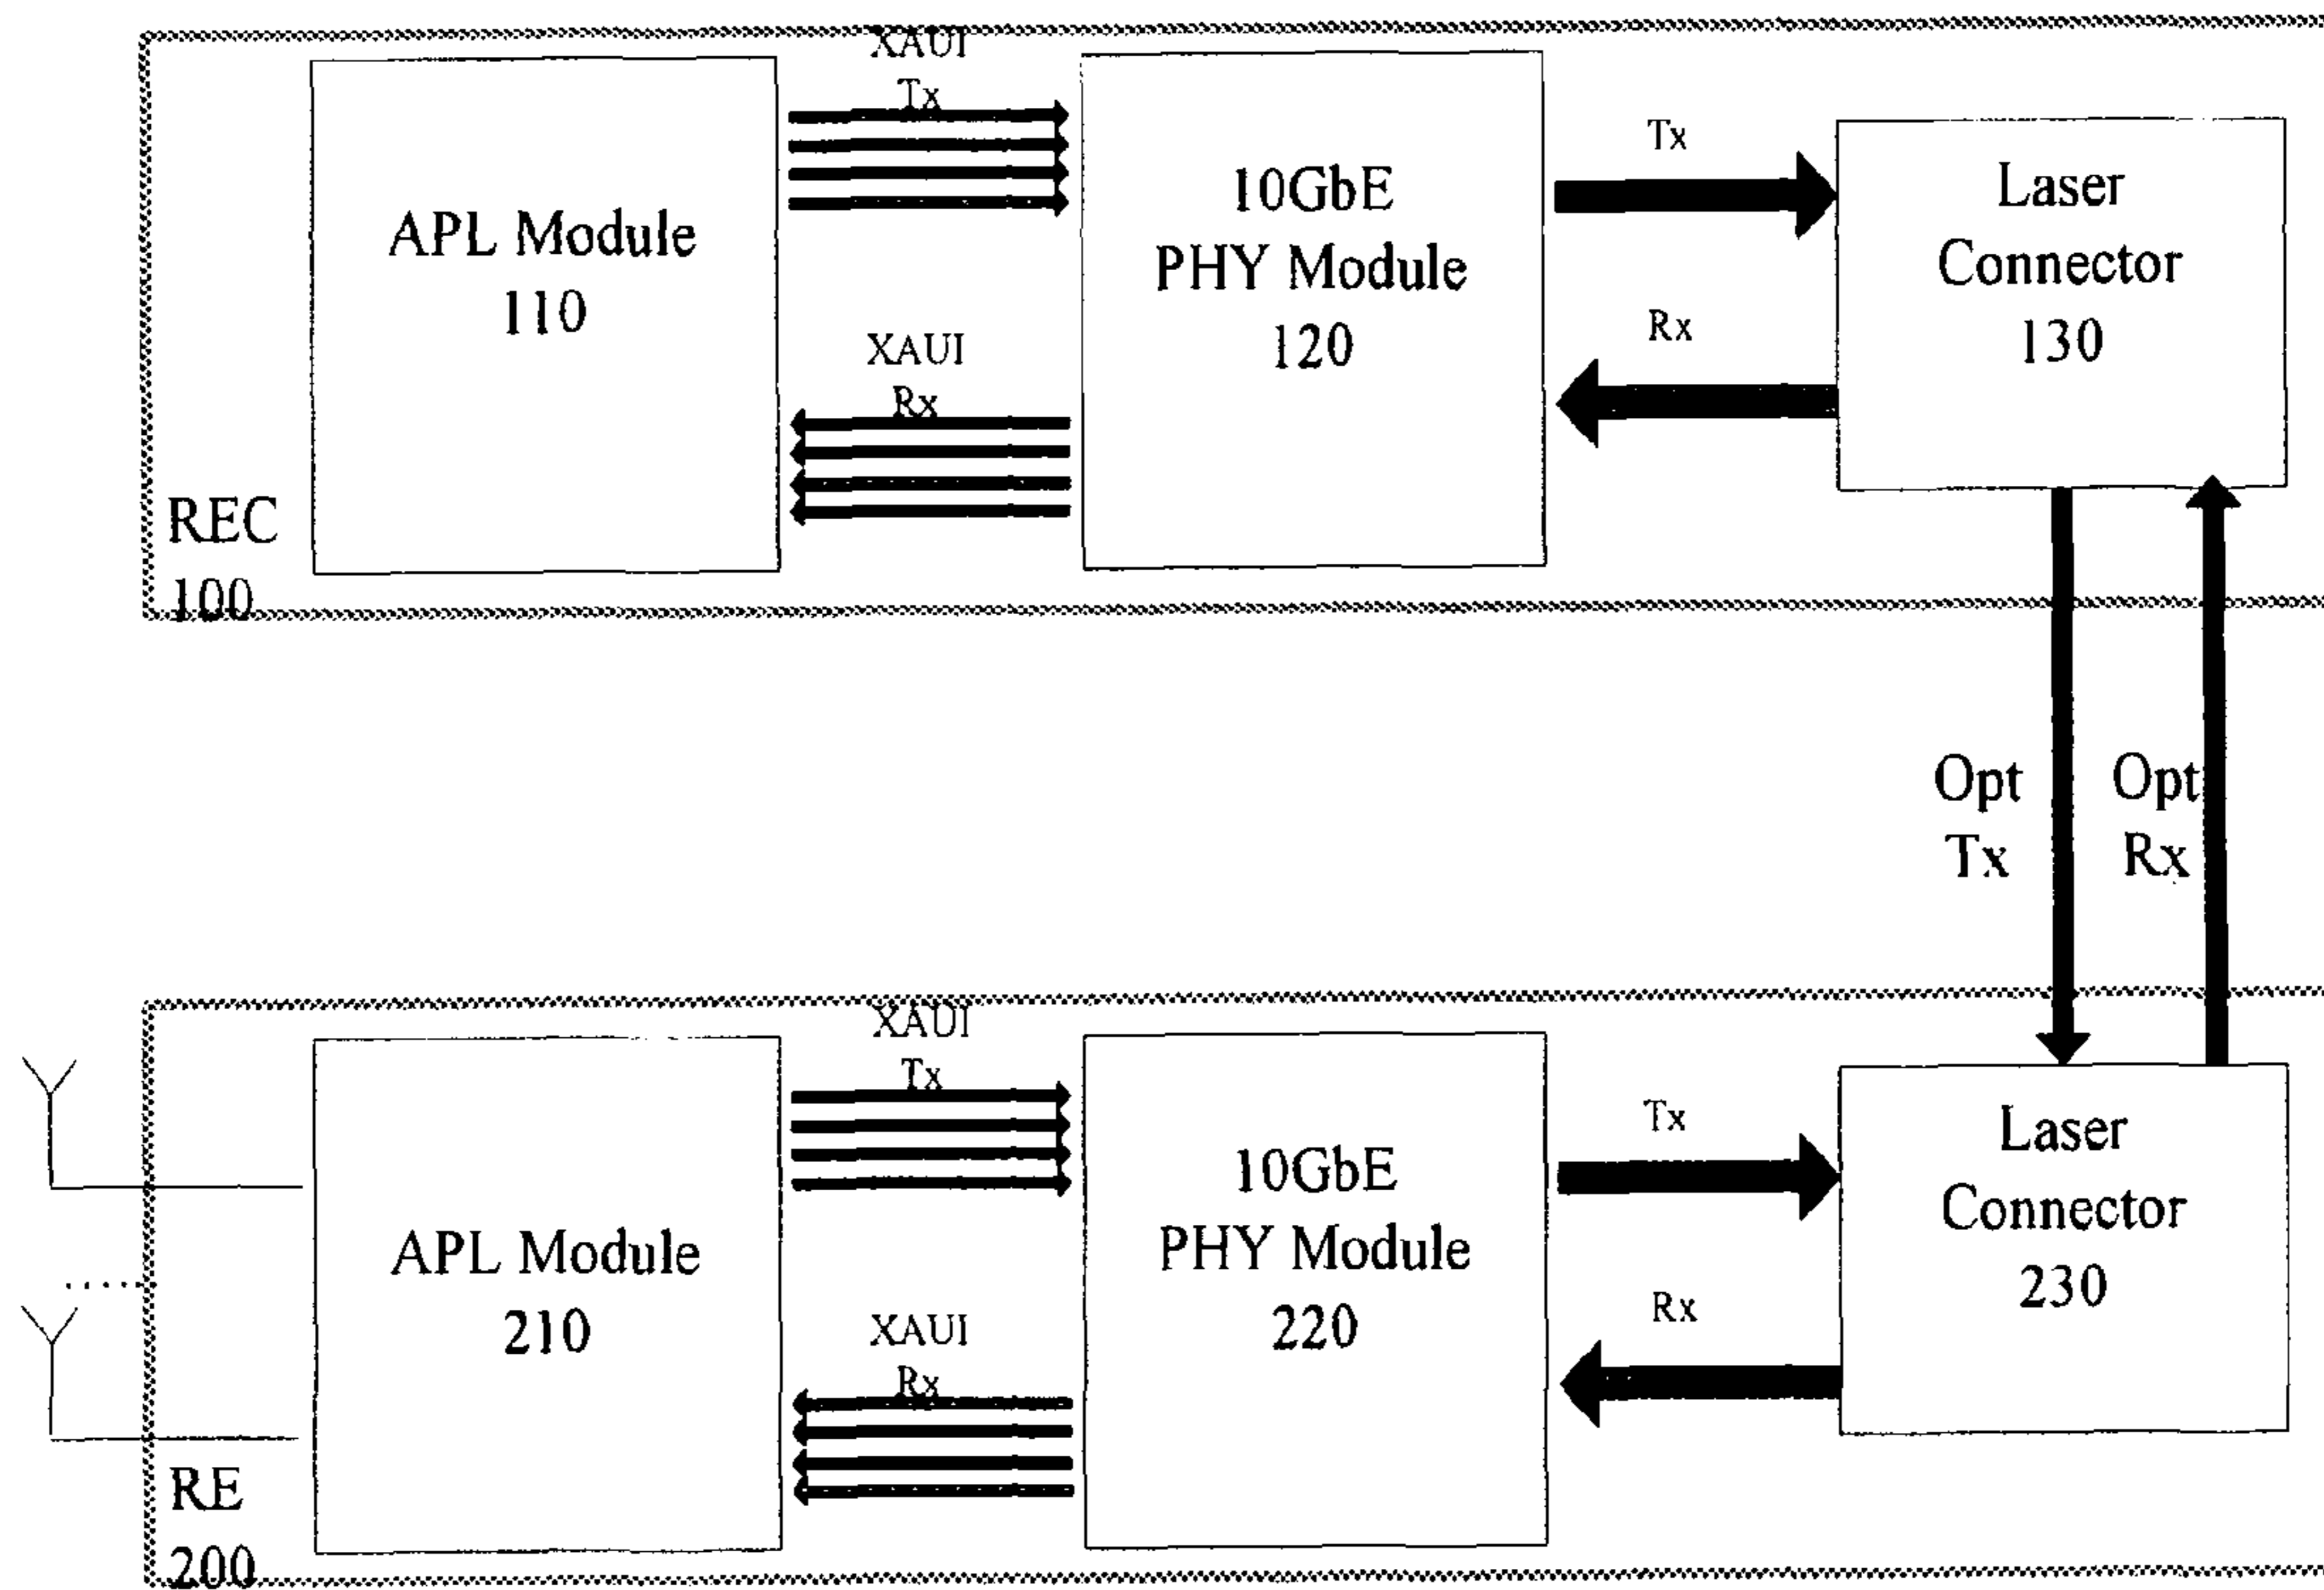 XAUI
Tx
APL Module
110
XAUI
Rx
10GbE
PHY Module
120
Tx
Rx
Laser
Connector
130
REC
100
Opt
Tx
Opt
Rx
XAUI
Tx
APL Module
210
XAUI
Rx
10GbE
PHY Module
220
Tx
Rx
Laser
Connector
230
RE
200